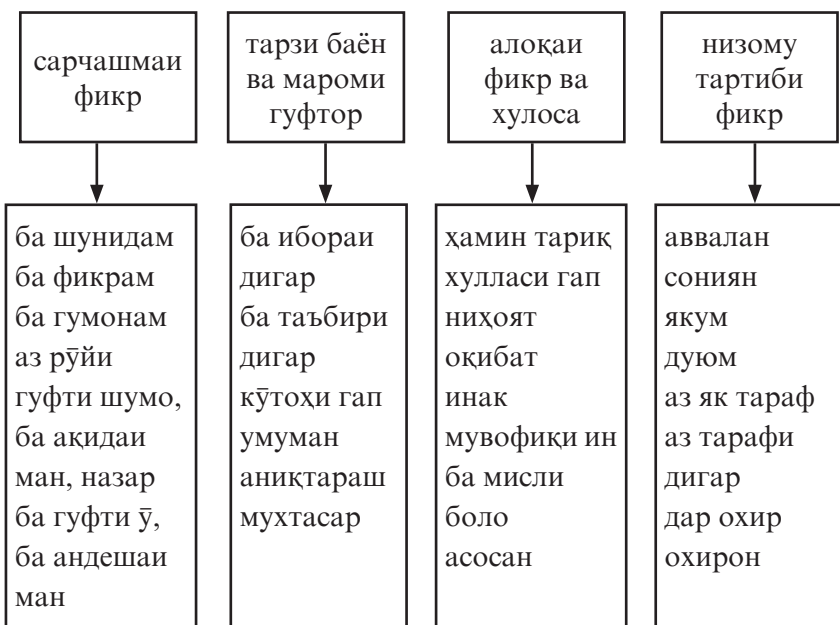 сарчашмаи
фикр
тарзи баён
ва мароми
гуфтор
алоқаи
фикр ва
хулоса
низому
тартиби
фикр
ба шунидам
ба фикрам
ба гумонам
аз рӯйи
гуфти шумо,
ба ақидаи
ман, назар
ба гуфти ӯ,
ба андешаи
ман
ба ибораи
дигар
ба таъбири
дигар
кӯтоҳи гап
умуман
аниқтараш
мухтасар
ҳамин тариқ
хулласи гап
ниҳоят
оқибат
инак
мувофиқи ин
ба мисли
боло
асосан
аввалан
сониян
якум
дуюм
аз як тараф
аз тарафи
дигар
дар охир
охирон